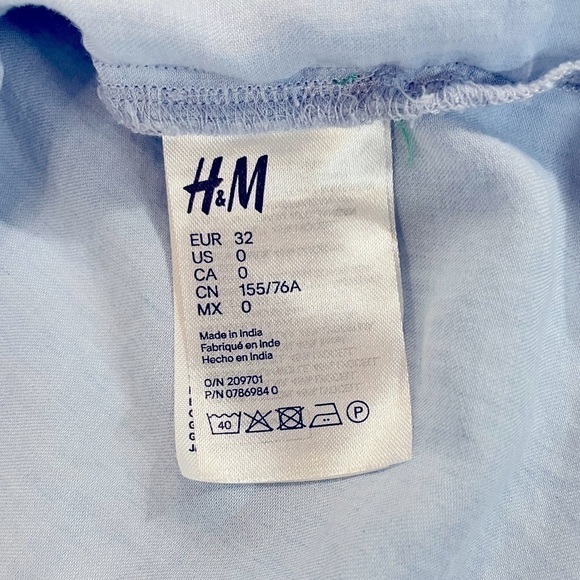 H&M
EUR 32
US 0
CA 0
CN 155/76A
MX 0
Made in India
Fabriqué en Inde
Hecho en India
O/N 209701
P/N 0786984 0
40
P